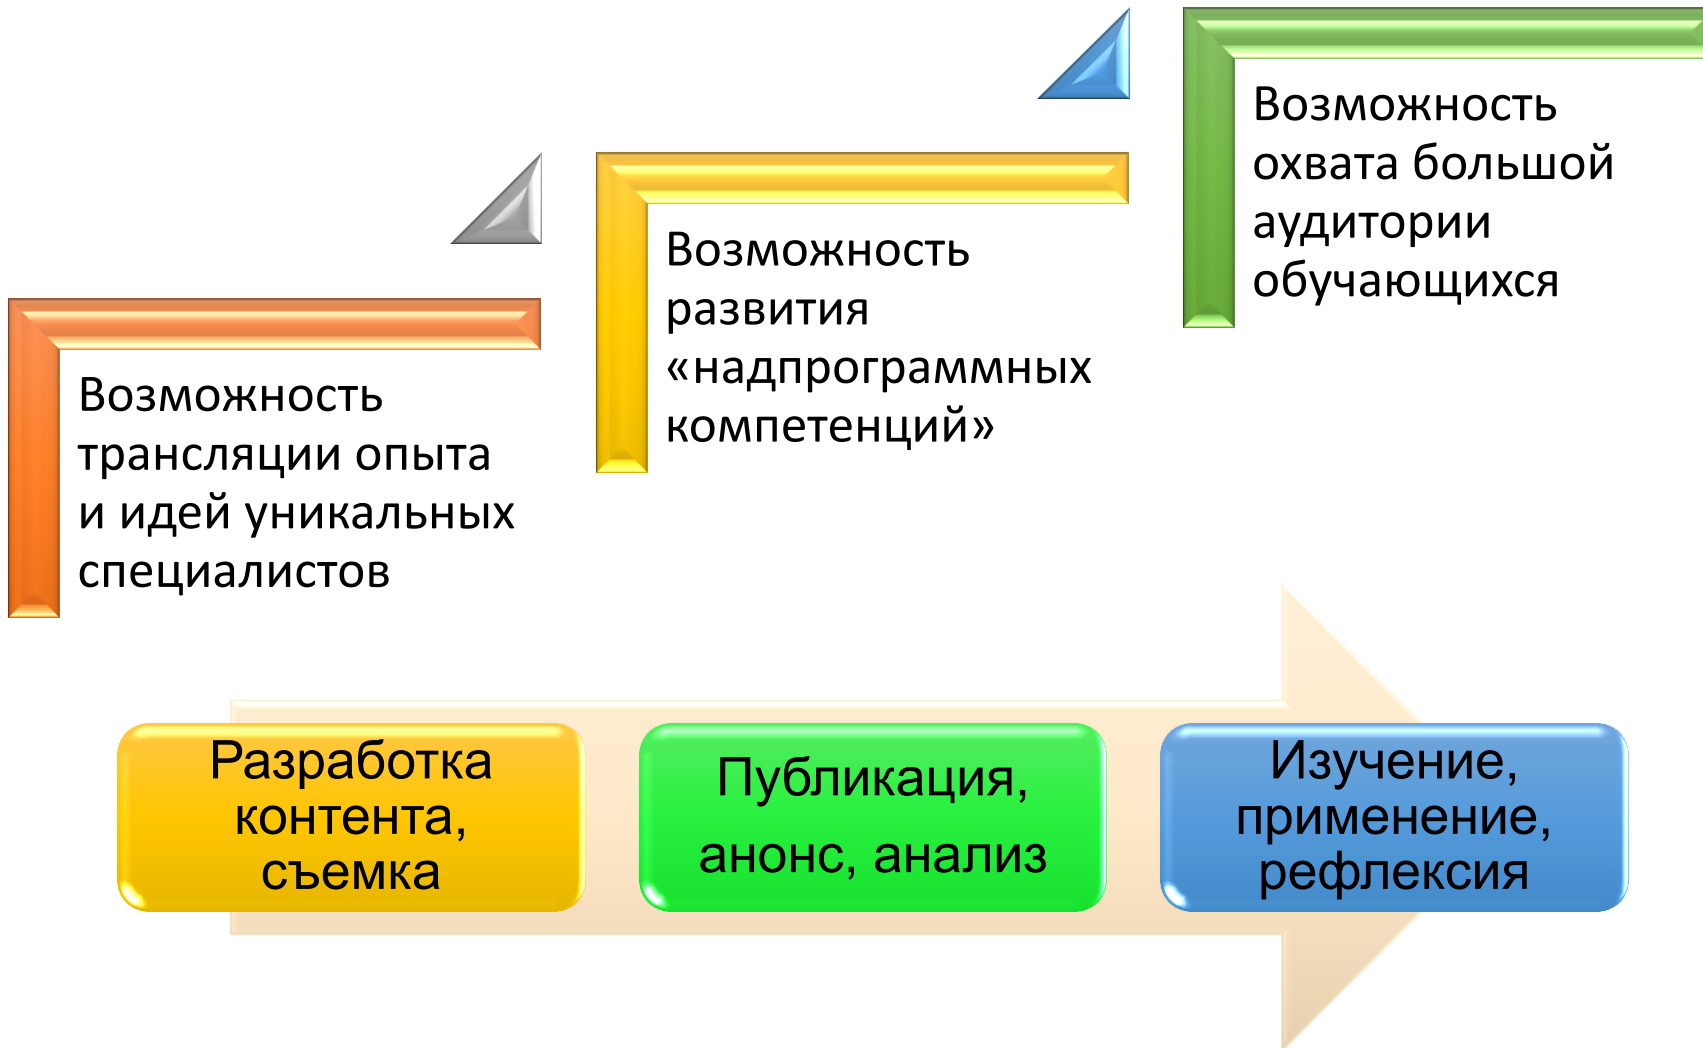 Возможность
трансляции опыта
и идей уникальных
специалистов
Возможность
развития
«надпрограммных
компетенций»
Возможность
охвата большой
аудитории
обучающихся
Разработка
контента,
съемка
Публикация,
анонс, анализ
Изучение,
применение,
рефлексия